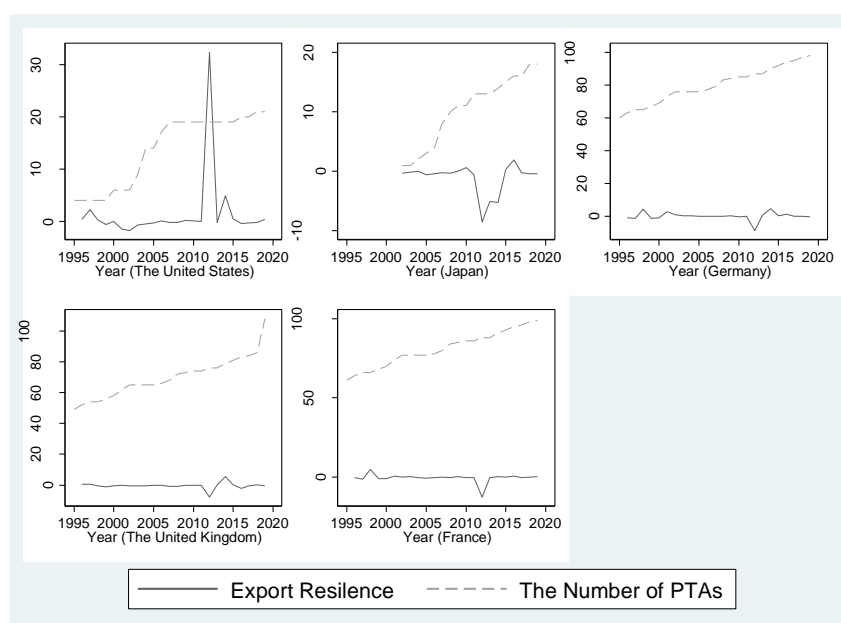 30
20
10
0
1995 2000 2005 2010 2015 2020
Year (The United States)
20
10
0
-10
1995 2000 2005 2010 2015 2020
Year (Japan)
100
80
60
40
20
0
1995 2000 2005 2010 2015 2020
Year (Germany)
100
80
60
40
20
0
1995 2000 2005 2010 2015 2020
Year (The United Kingdom)
100
50
0
1995 2000 2005 2010 2015 2020
Year (France)
Export Resilence The Number of PTAs